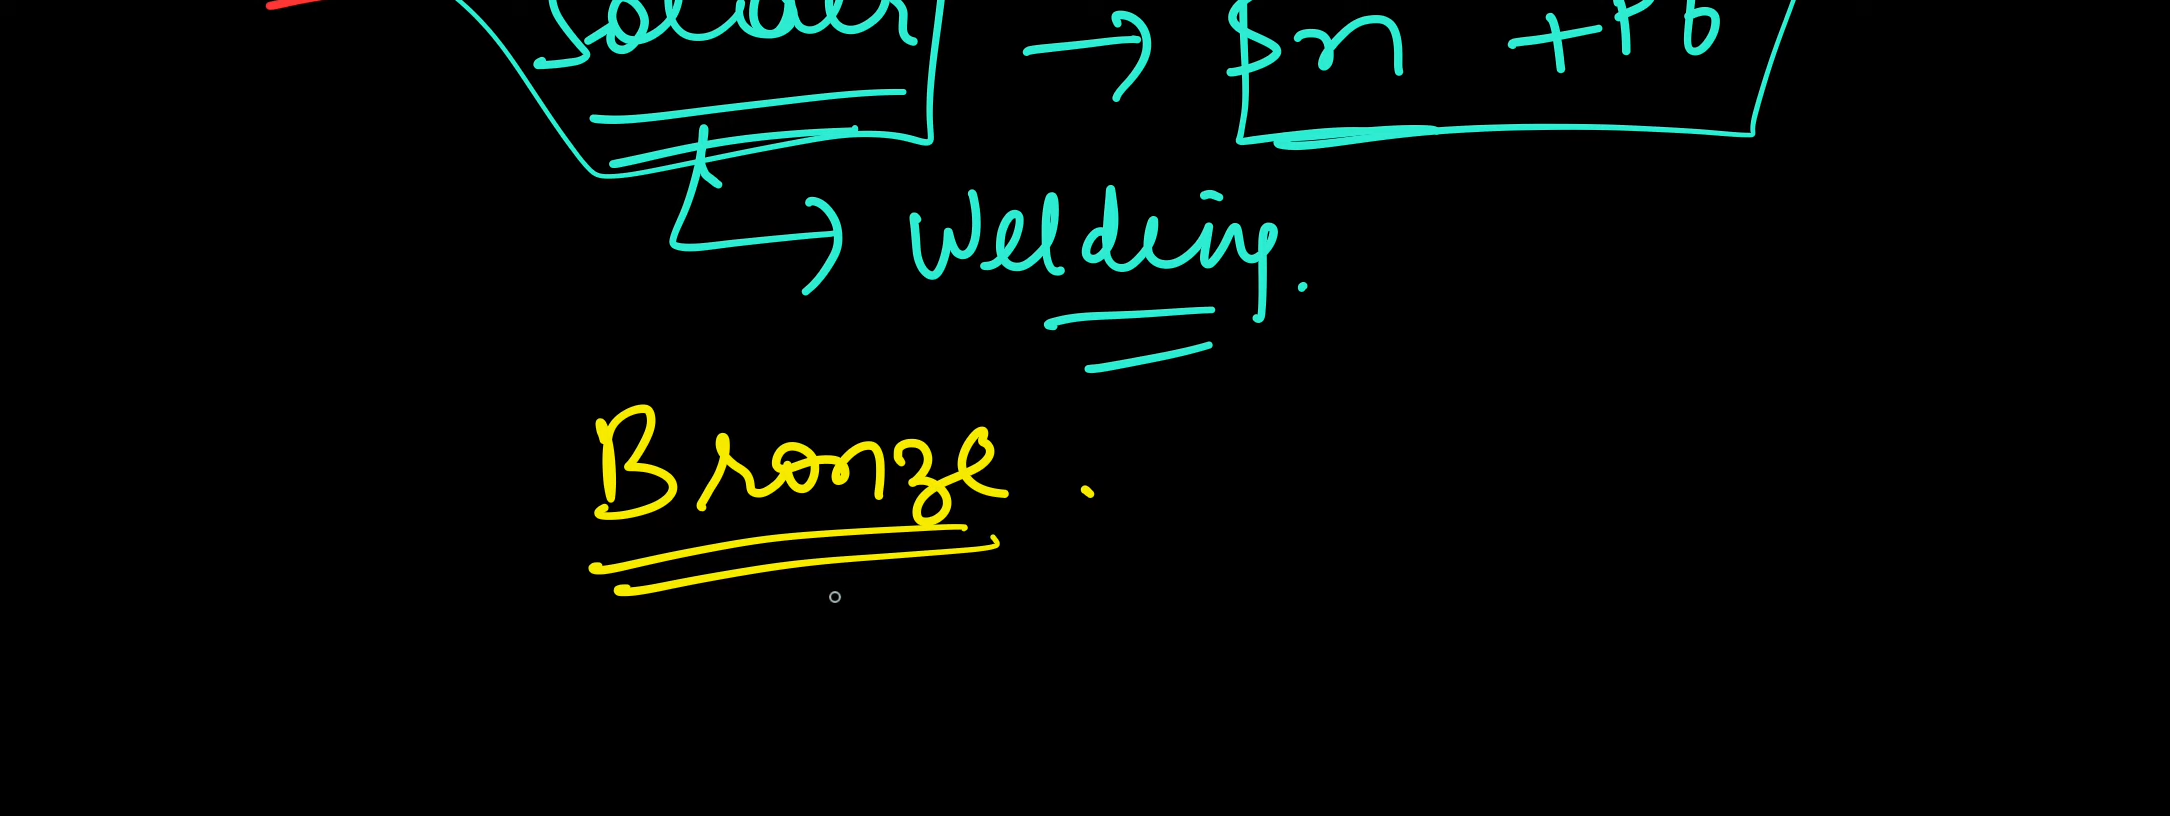 Solder → Sn + Pb
→ Welding.
Bronze .